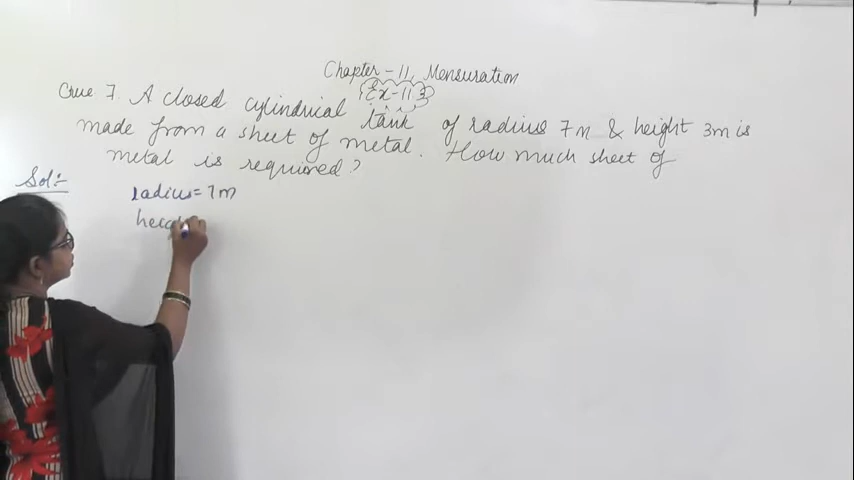 Chapter - 11, Mensuration
{Ex - 11.3}
Que 7. A closed cylindrical tank of radius 7m & height 3m is
made from a sheet of metal. How much sheet of
metal is required?
Sol:-
radius = 7m
heig